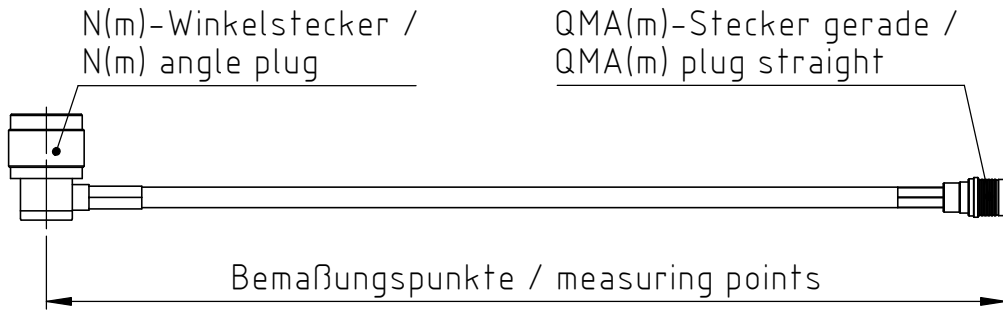 N(m)-Winkelstecker /
N(m) angle plug
QMA(m)-Stecker gerade /
QMA(m) plug straight
Bemaßungspunkte / measuring points